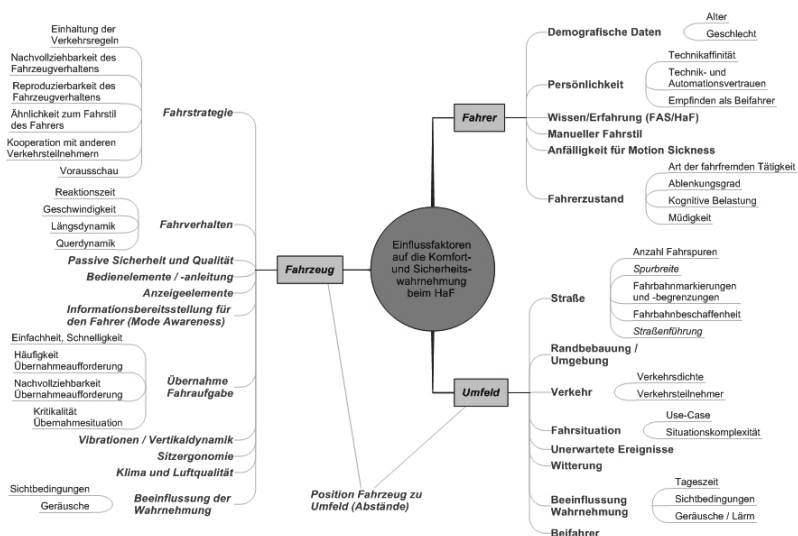 Einflussfaktoren
auf die Komfort-
und Sicherheits-
wahrnehmung
beim HaF
Fahrer
Demografische Daten
Alter
Geschlecht
Persönlichkeit
Technikaffinität
Technik- und
Automationsvertrauen
Empfinden als Beifahrer
Wissen/Erfahrung (FAS/HaF)
Manueller Fahrstil
Anfälligkeit für Motion Sickness
Fahrerzustand
Art der fahrfremden Tätigkeit
Ablenkungsgrad
Kognitive Belastung
Müdigkeit
Umfeld
Straße
Anzahl Fahrspuren
Spurbreite
Fahrbahnmarkierungen
und -begrenzungen
Fahrbahnbeschaffenheit
Straßenführung
Randbebauung /
Umgebung
Verkehr
Verkehrsdichte
Verkehrsteilnehmer
Fahrsituation
Use-Case
Situationskomplexität
Unerwartete Ereignisse
Witterung
Beeinflussung
Wahrnehmung
Tageszeit
Sichtbedingungen
Geräusche / Lärm
Beifahrer
Fahrzeug
Fahrstrategie
Einhaltung der
Verkehrsregeln
Nachvollziehbarkeit des
Fahrzeugverhaltens
Reproduzierbarkeit des
Fahrzeugverhaltens
Ähnlichkeit zum Fahrstil
des Fahrers
Kooperation mit anderen
Verkehrsteilnehmern
Vorausschau
Fahrverhalten
Reaktionszeit
Geschwindigkeit
Längsdynamik
Querdynamik
Passive Sicherheit und Qualität
Bedienelemente / -anleitung
Anzeigeelemente
Informationsbereitsstellung für
den Fahrer (Mode Awareness)
Übernahme
Fahraufgabe
Einfachheit, Schnelligkeit
Häufigkeit
Übernahmeaufforderung
Nachvollziehbarkeit
Übernahmeaufforderung
Kritikalität
Übernahmesituation
Vibrationen / Vertikaldynamik
Sitzergonomie
Klima und Luftqualität
Beeinflussung der
Wahrnehmung
Sichtbedingungen
Geräusche
Position Fahrzeug zu
Umfeld (Abstände)